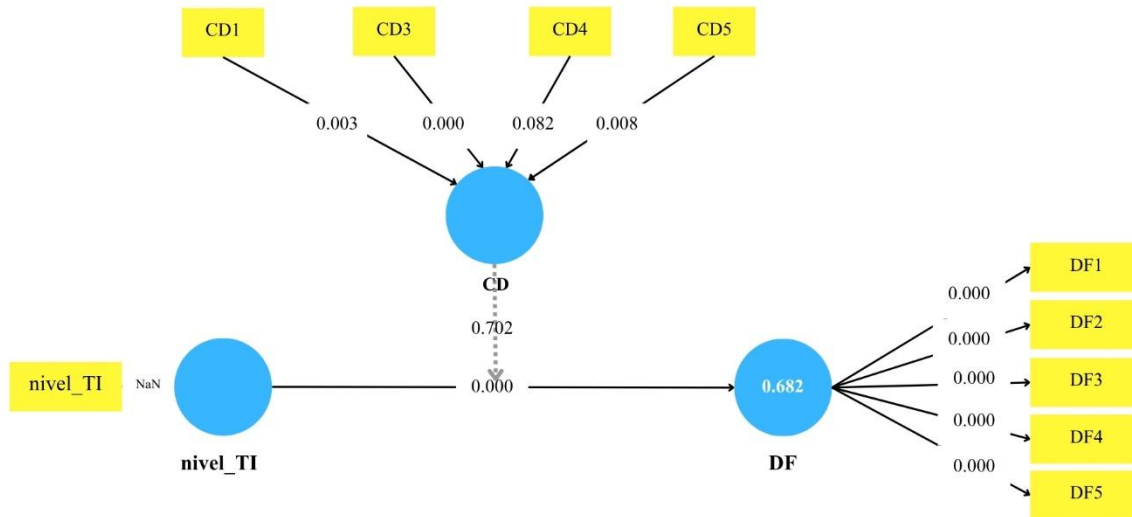 CD1
CD3
CD4
CD5
0.003
0.000
0.082
0.008
CD
0.702
0.000
nivel_TI
NaN
nivel_TI
0.682
DF
0.000
0.000
0.000
0.000
0.000
DF1
DF2
DF3
DF4
DF5